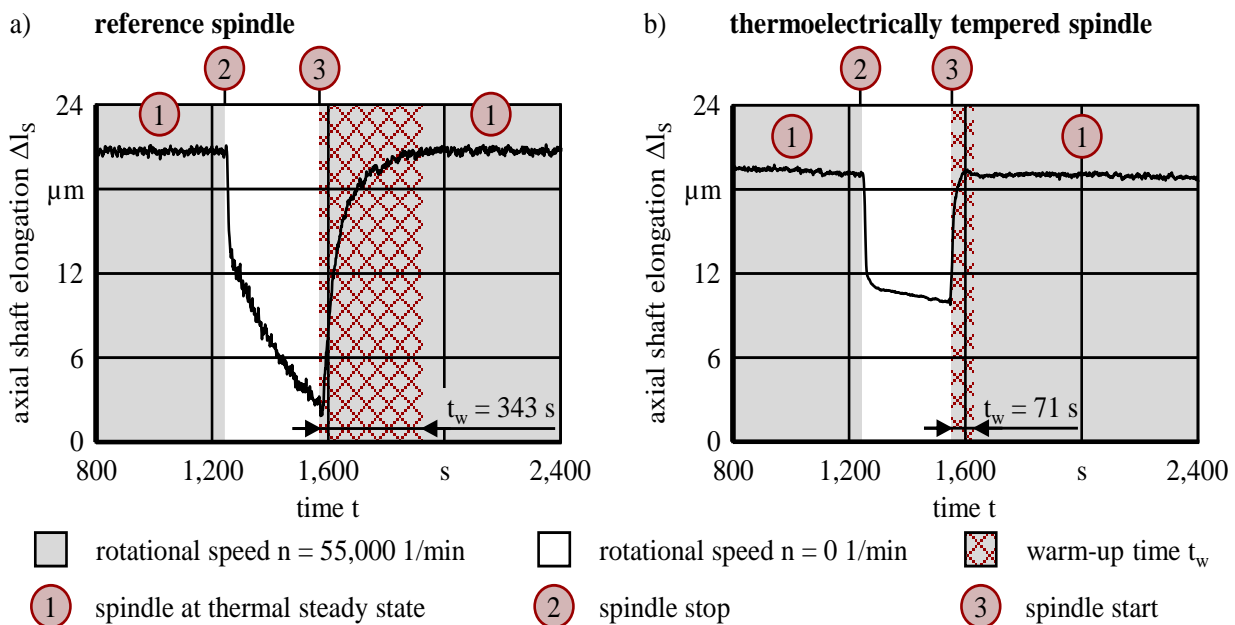 a) reference spindle
b) thermoelectrically tempered spindle
2 3
2 3
axial shaft elongation Δl_s
24
µm
12
6
0
1 1
t_w = 343 s
800 1,200 1,600 s 2,400
time t
axial shaft elongation Δl_s
24
µm
12
6
0
1 1
t_w = 71 s
800 1,200 1,600 s 2,400
time t
rotational speed n = 55,000 1/min
rotational speed n = 0 1/min
warm-up time t_w
1 spindle at thermal steady state
2 spindle stop
3 spindle start